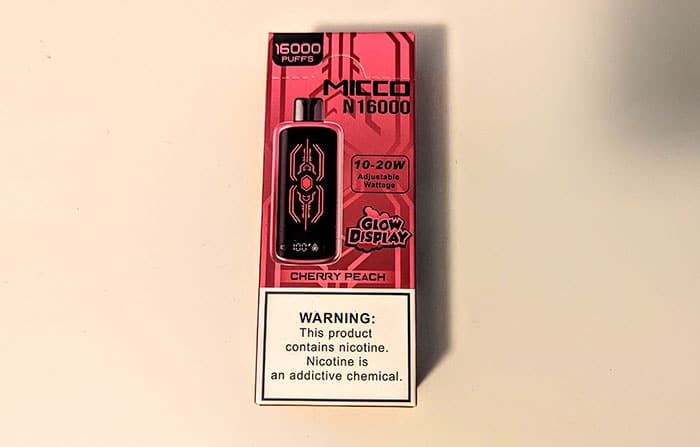 16000
PUFFS
MICCO
N16000
10-20W
Adjustable
Wattage
GLOW
DISPLAY
100%
CHERRY PEACH
WARNING:
This product
contains nicotine.
Nicotine is
an addictive chemical.